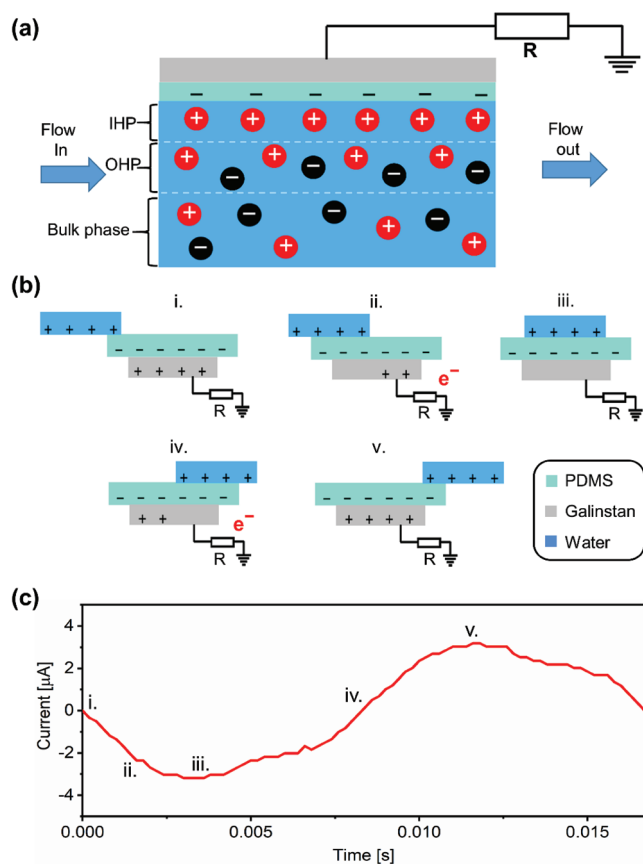 (a)
R
− − − − − −
IHP
+ + + + + +
Flow
In
OHP
+ − + − + − + −
Flow
out
Bulk phase
+ − − + − + − +
(b)
i.
+ + + +
− − − − − −
+ + + +
R
ii.
+ + + +
− − − − − −
+ +
e⁻
R
iii.
+ + + +
− − − − − −
R
iv.
+ + + +
− − − − − −
+ +
e⁻
R
v.
+ + + +
− − − − − −
+ + + +
R
PDMS
Galinstan
Water
(c)
Current [µA]
4
2
0
-2
-4
i.
ii.
iii.
iv.
v.
0.000
0.005
0.010
0.015
Time [s]